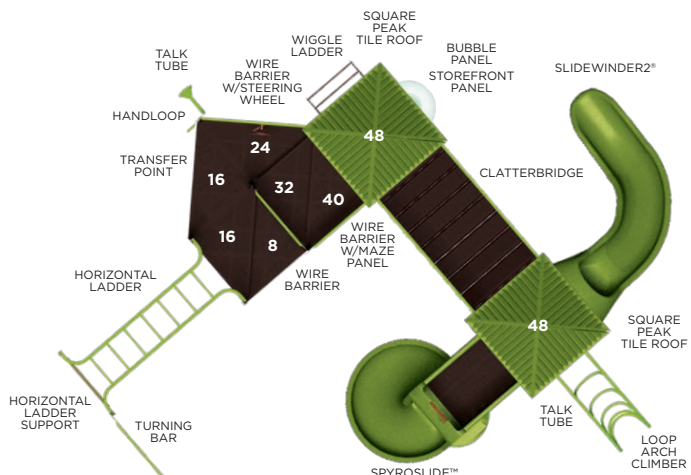 SQUARE
PEAK
TILE ROOF
WIGGLE
LADDER
BUBBLE
PANEL
STOREFRONT
PANEL
TALK
TUBE
WIRE
BARRIER
W/STEERING
WHEEL
SLIDEWINDER2®
HANDLOOP
TRANSFER
POINT
24
48
16
32
40
CLATTERBRIDGE
16
8
WIRE
BARRIER
W/MAZE
PANEL
WIRE
BARRIER
HORIZONTAL
LADDER
48
SQUARE
PEAK
TILE ROOF
HORIZONTAL
LADDER
SUPPORT
TURNING
BAR
TALK
TUBE
LOOP
ARCH
CLIMBER
SPYROSLIDE™